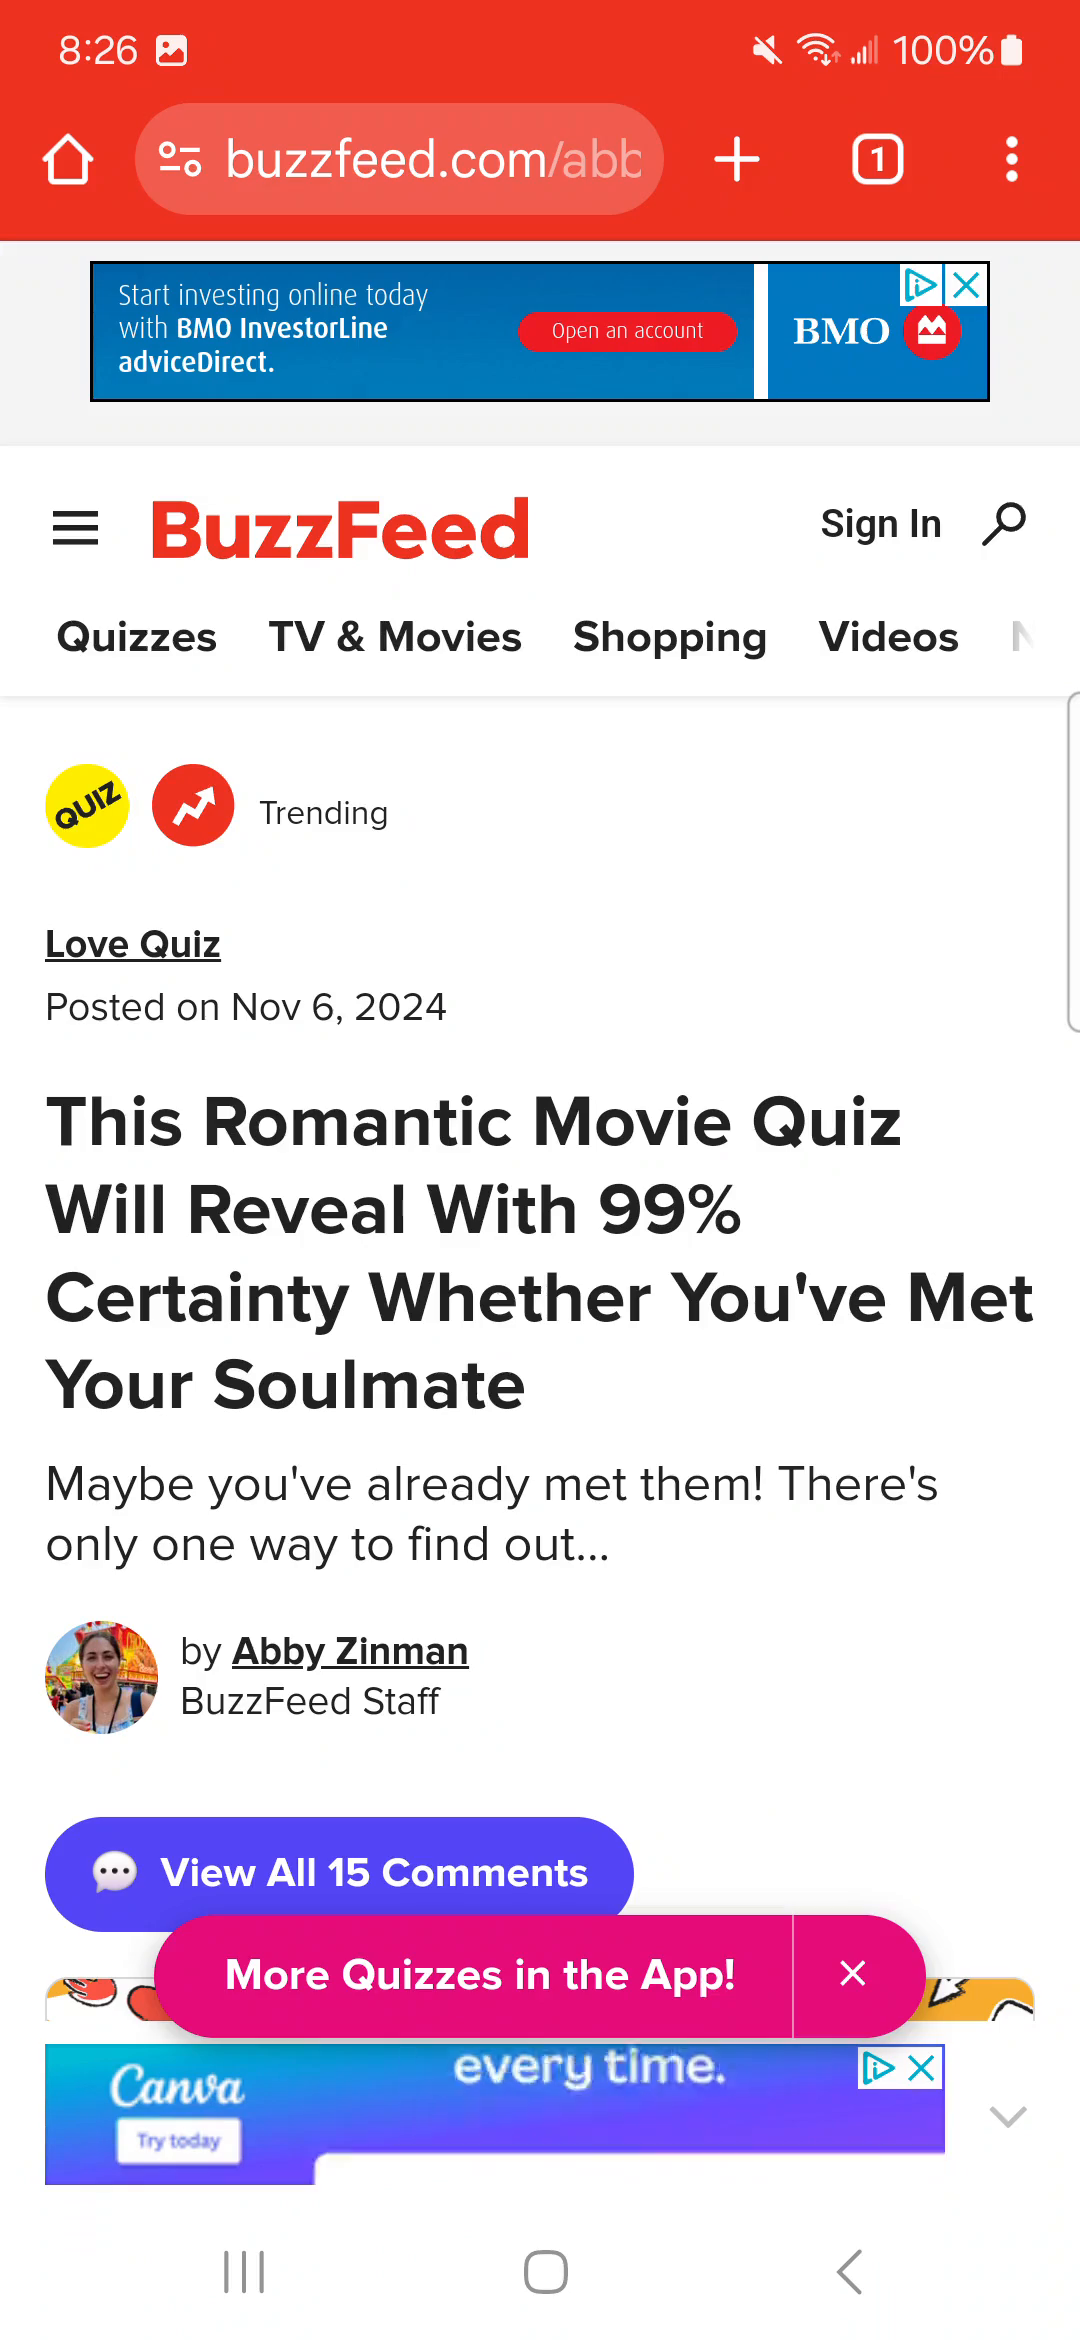 8:26
100%
buzzfeed.com/abb
1
Start investing online today
with BMO InvestorLine
adviceDirect.
Open an account
BMO
BuzzFeed
Sign In
Quizzes TV & Movies Shopping Videos N
QUIZ
Trending
Love Quiz
Posted on Nov 6, 2024
This Romantic Movie Quiz
Will Reveal With 99%
Certainty Whether You've Met
Your Soulmate
Maybe you've already met them! There's
only one way to find out...
by Abby Zinman
BuzzFeed Staff
View All 15 Comments
More Quizzes in the App!
every time.
Canva
Try today